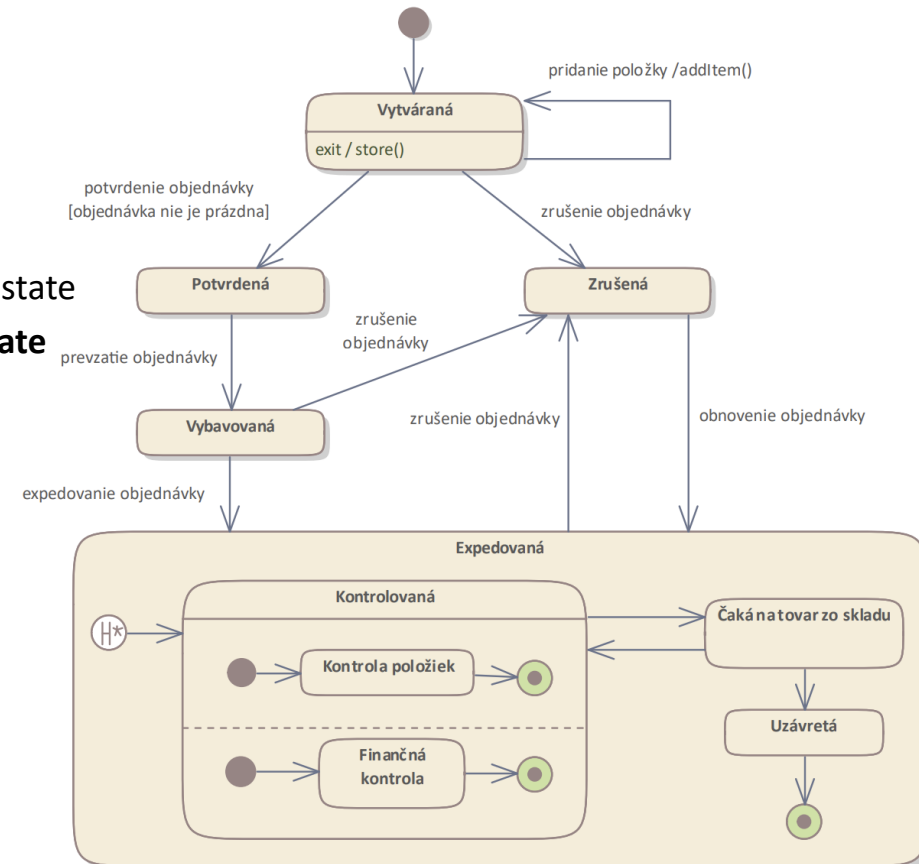 pridanie položky /addItem()
Vytváraná
exit / store()
potvrdenie objednávky
[objednávka nie je prázdna]
zrušenie objednávky
state
Potvrdená
Zrušená
ate
zrušenie
objednávky
prevzatie objednávky
zrušenie objednávky
obnovenie objednávky
Vybavovaná
expedovanie objednávky
Expedovaná
Kontrolovaná
H*
Čaká na tovar zo skladu
Kontrola položiek
Uzávretá
Finančná
kontrola